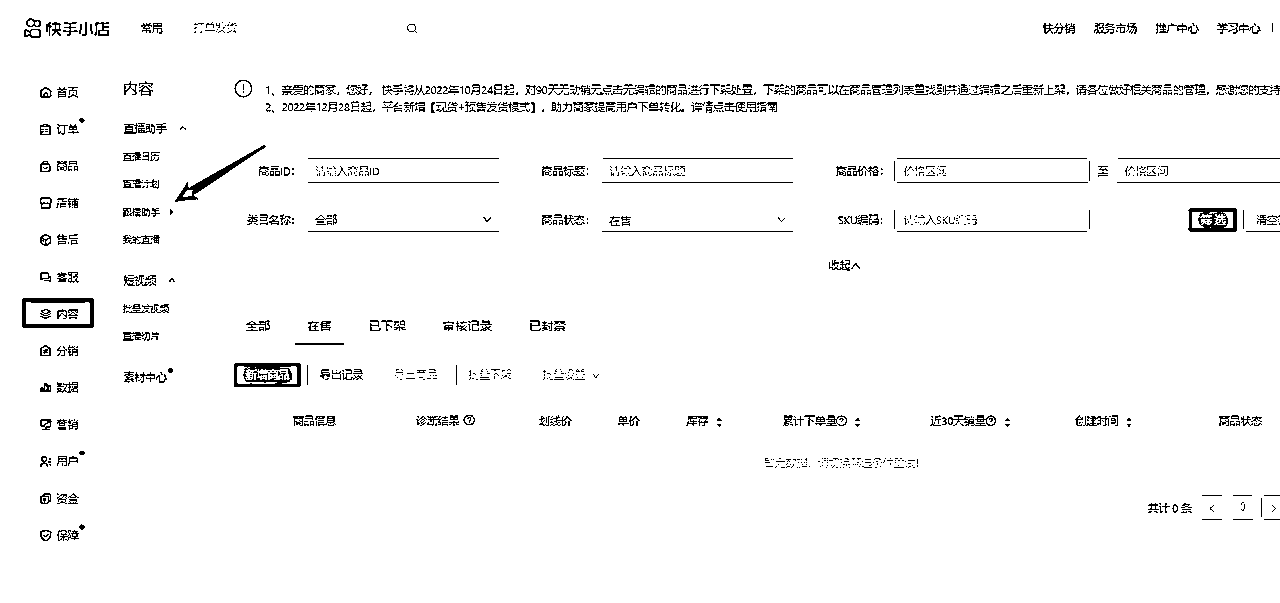 快手小店 常用 打单发货
快分销 服务市场 推广中心 学习中心
首页
订单
商品
店铺
售后
客服
内容
分销
数据
营销
用户
资金
保障
内容
直播助手
直播日历
直播计划
跟播助手
我的直播
短视频
批量发视频
直播切片
素材中心
1、亲爱的商家，您好， 快手将从2022年10月24日起，对90天无动销无点击无编辑的商品进行下架处置，下架的商品可以在商品管理列表里找到并通过编辑之后重新上架，请各位做好相关商品的管理，感谢您的支持
2、2022年12月28日起，平台新增【现货+预售发货模式】，助力商家提高用户下单转化。详情点击使用指南
商品ID： 请输入商品ID 商品标题： 请输入商品标题 商品价格： 价格区间 至 价格区间
类目名称： 全部 商品状态： 在售 SKU编码： 请输入SKU编码 筛选 清空
收起
全部 在售 已下架 审核记录 已封禁
新增商品 导出记录 导出商品 批量下架 批量设置
商品信息 诊断结果 划线价 单价 库存 累计下单量 近30天销量 创建时间 商品状态
共计 0 条 < 0 >